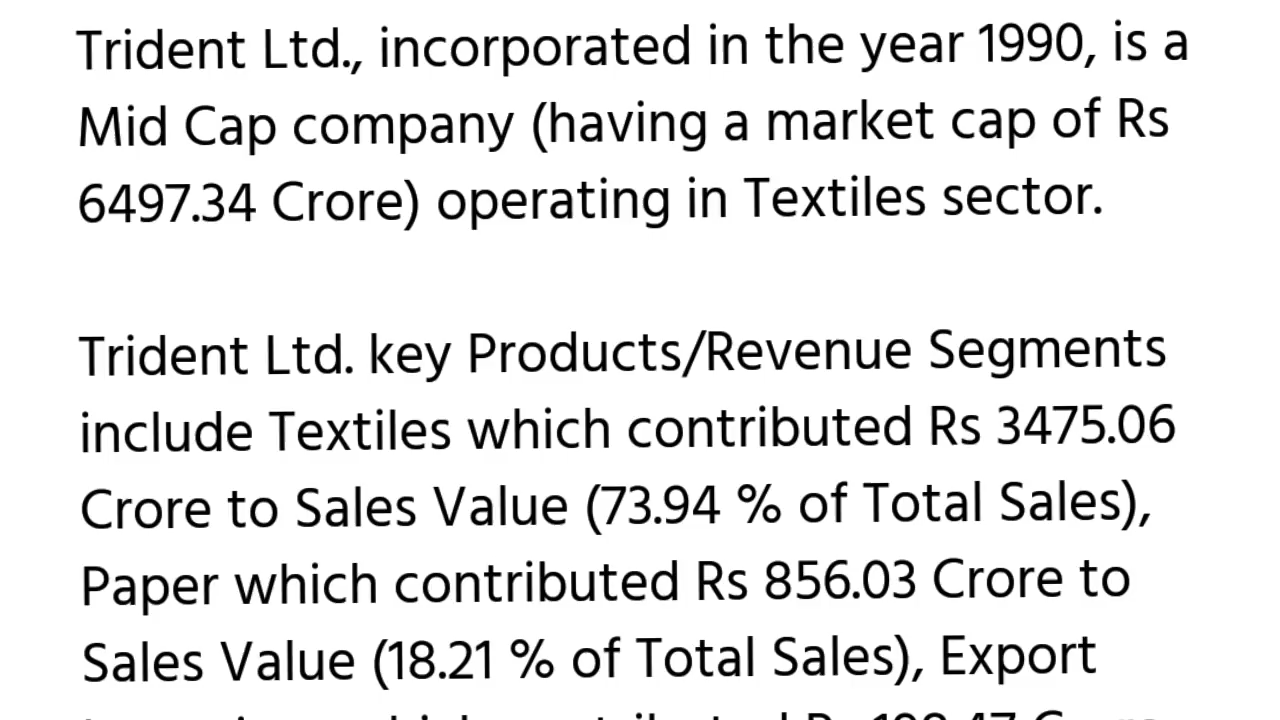 Trident Ltd., incorporated in the year 1990, is a
Mid Cap company (having a market cap of Rs
6497.34 Crore) operating in Textiles sector.
Trident Ltd. key Products/Revenue Segments
include Textiles which contributed Rs 3475.06
Crore to Sales Value (73.94 % of Total Sales),
Paper which contributed Rs 856.03 Crore to
Sales Value (18.21 % of Total Sales), Export